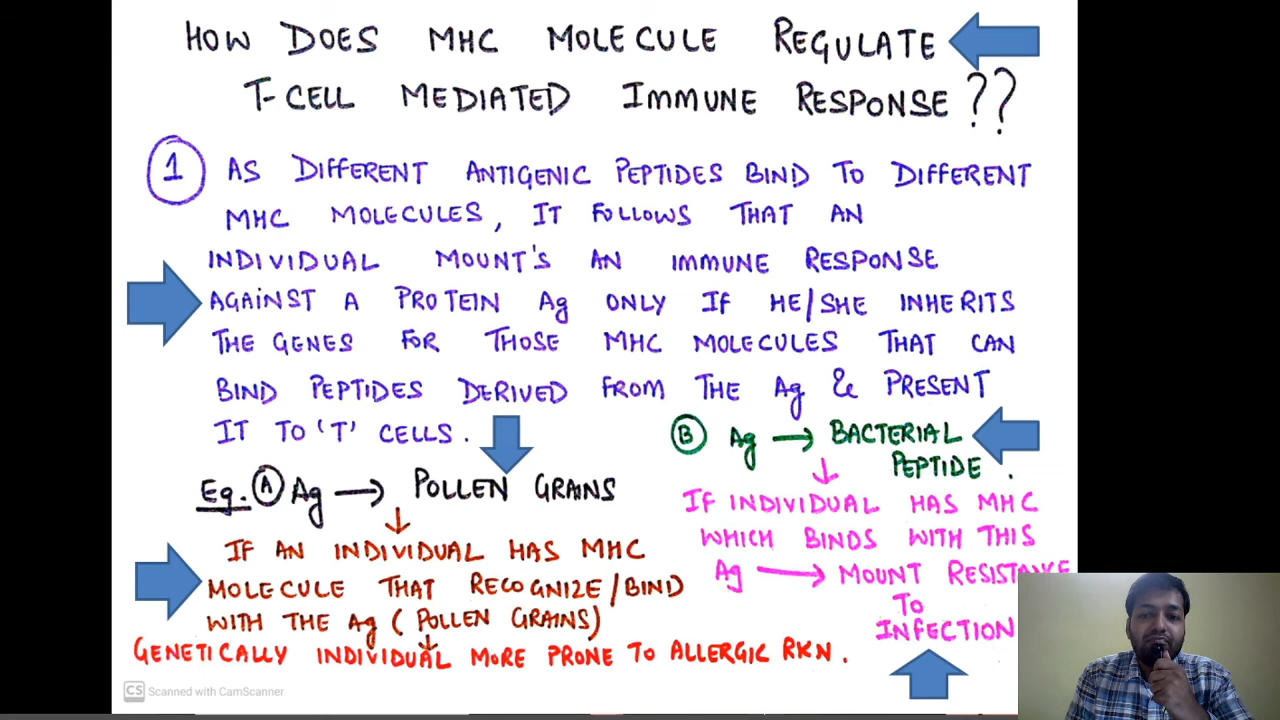 HOW DOES MHC MOLECULE REGULATE
T-CELL MEDIATED IMMUNE RESPONSE??
1 AS DIFFERENT ANTIGENIC PEPTIDES BIND TO DIFFERENT
MHC MOLECULES, IT FOLLOWS THAT AN
INDIVIDUAL MOUNT'S AN IMMUNE RESPONSE
AGAINST A PROTEIN Ag ONLY IF HE/SHE INHERITS
THE GENES FOR THOSE MHC MOLECULES THAT CAN
BIND PEPTIDES DERIVED FROM THE Ag & PRESENT
IT TO 'T' CELLS.
Eg. A Ag → POLLEN GRAINS
↓
IF AN INDIVIDUAL HAS MHC
MOLECULE THAT RECOGNIZE/BIND
WITH THE Ag (POLLEN GRAINS)
↓
GENETICALLY INDIVIDUAL MORE PRONE TO ALLERGIC RXN.
B Ag → BACTERIAL
PEPTIDE.
↓
IF INDIVIDUAL HAS MHC
WHICH BINDS WITH THIS
Ag → MOUNT RESISTANCE
TO
INFECTION
CS Scanned with CamScanner